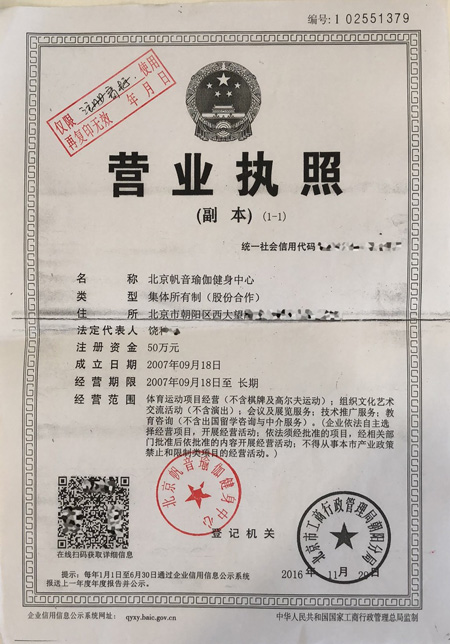 编号:1 02551379
仅限 注册商标 使用
再复印无效 年 月 日
营业执照
(副 本) (1-1)
统一社会信用代码
名 称 北京帆音瑜伽健身中心
类 型 集体所有制（股份合作）
住 所 北京市朝阳区西大望
法定代表人 饶
注册资金 50万元
成立日期 2007年09月18日
经营期限 2007年09月18日至 长期
经营范围 体育运动项目经营（不含棋牌及高尔夫运动）；组织文化艺术
交流活动（不含演出）；会议及展览服务；技术推广服务；教
育咨询（不含出国留学咨询与中介服务）。（企业依法自主选
择经营项目，开展经营活动；依法须经批准的项目，经相关部
门批准后依批准的内容开展经营活动；不得从事本市产业政策
禁止和限制类项目的经营活动。）
北京帆音瑜伽健身中心
登记机关
北京市工商行政管理局朝阳分局
在线扫码获取详细信息
2016 年 11月 29日
提示：每年1月1日至6月30日通过企业信用信息公示系统
报送上一年度年度报告并公示。
企业信用信息公示系统网址： qyxy.baic.gov.cn
中华人民共和国国家工商行政管理总局监制